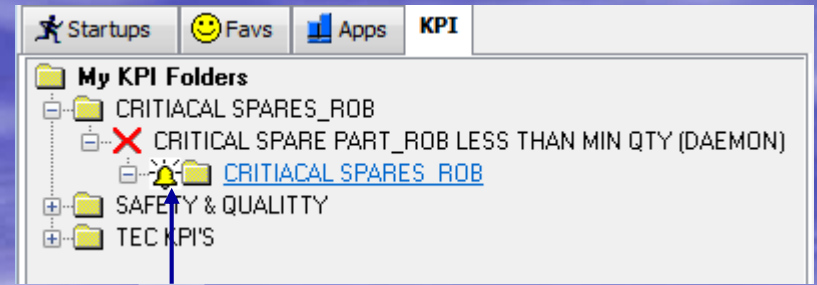 Startups Favs Apps KPI
My KPI Folders
CRITIACAL SPARES_ROB
CRITICAL SPARE PART_ROB LESS THAN MIN QTY (DAEMON)
CRITIACAL SPARES_ROB
SAFETY & QUALITTY
TEC KPI'S